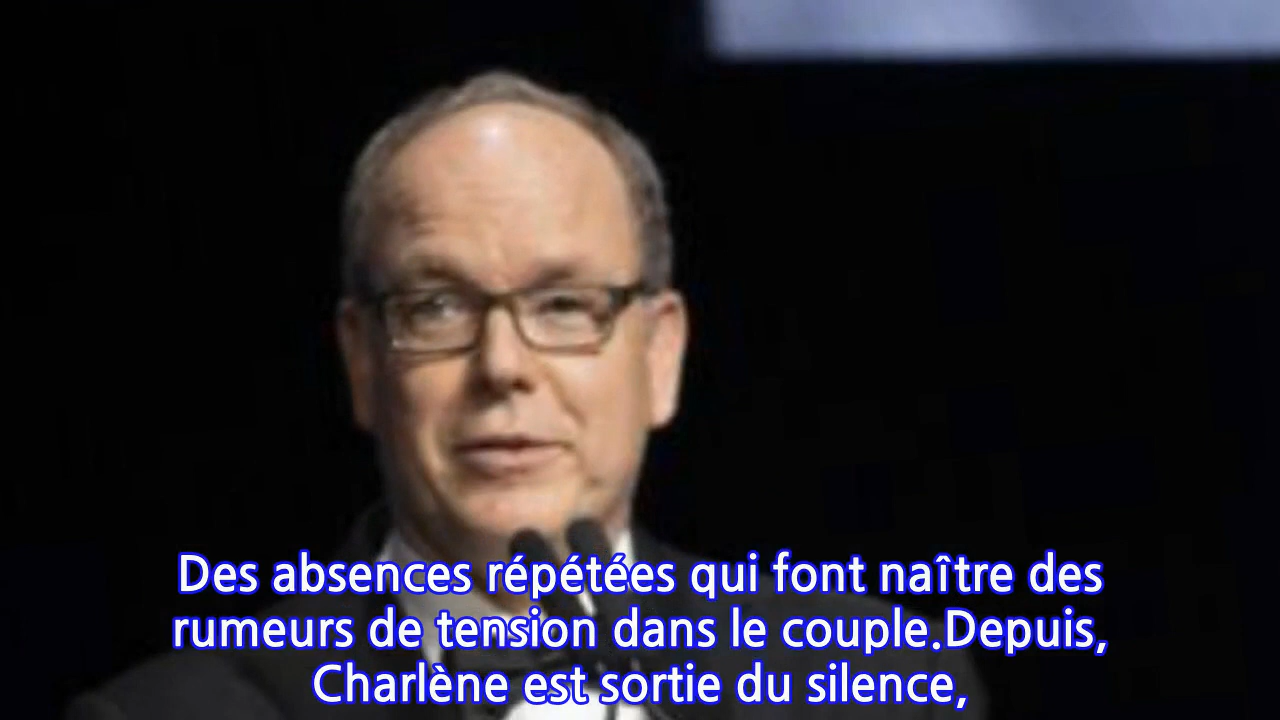 Des absences répétées qui font naître des
rumeurs de tension dans le couple.Depuis,
Charlène est sortie du silence,